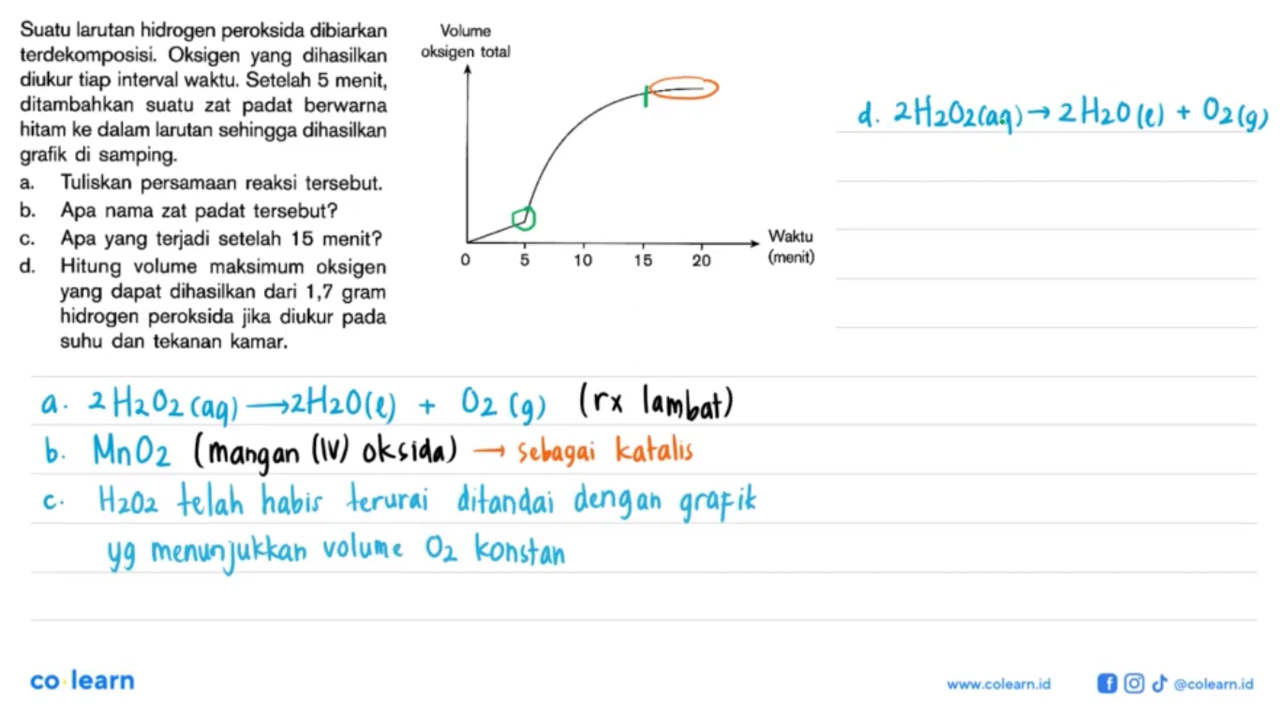 Suatu larutan hidrogen peroksida dibiarkan
terdekomposisi. Oksigen yang dihasilkan
diukur tiap interval waktu. Setelah 5 menit,
ditambahkan suatu zat padat berwarna
hitam ke dalam larutan sehingga dihasilkan
grafik di samping.
a. Tuliskan persamaan reaksi tersebut.
b. Apa nama zat padat tersebut?
c. Apa yang terjadi setelah 15 menit?
d. Hitung volume maksimum oksigen
yang dapat dihasilkan dari 1,7 gram
hidrogen peroksida jika diukur pada
suhu dan tekanan kamar.
Volume
oksigen total
Waktu
(menit)
0 5 10 15 20
d. 2H2O2(aq) → 2H2O(l) + O2(g)
a. 2H2O2(aq) → 2H2O(l) + O2(g) (rx lambat)
b. MnO2 (mangan (IV) oksida) → sebagai katalis
c. H2O2 telah habis terurai ditandai dengan grafik
yg menunjukkan volume O2 konstan
co learn
www.colearn.id
@colearn.id